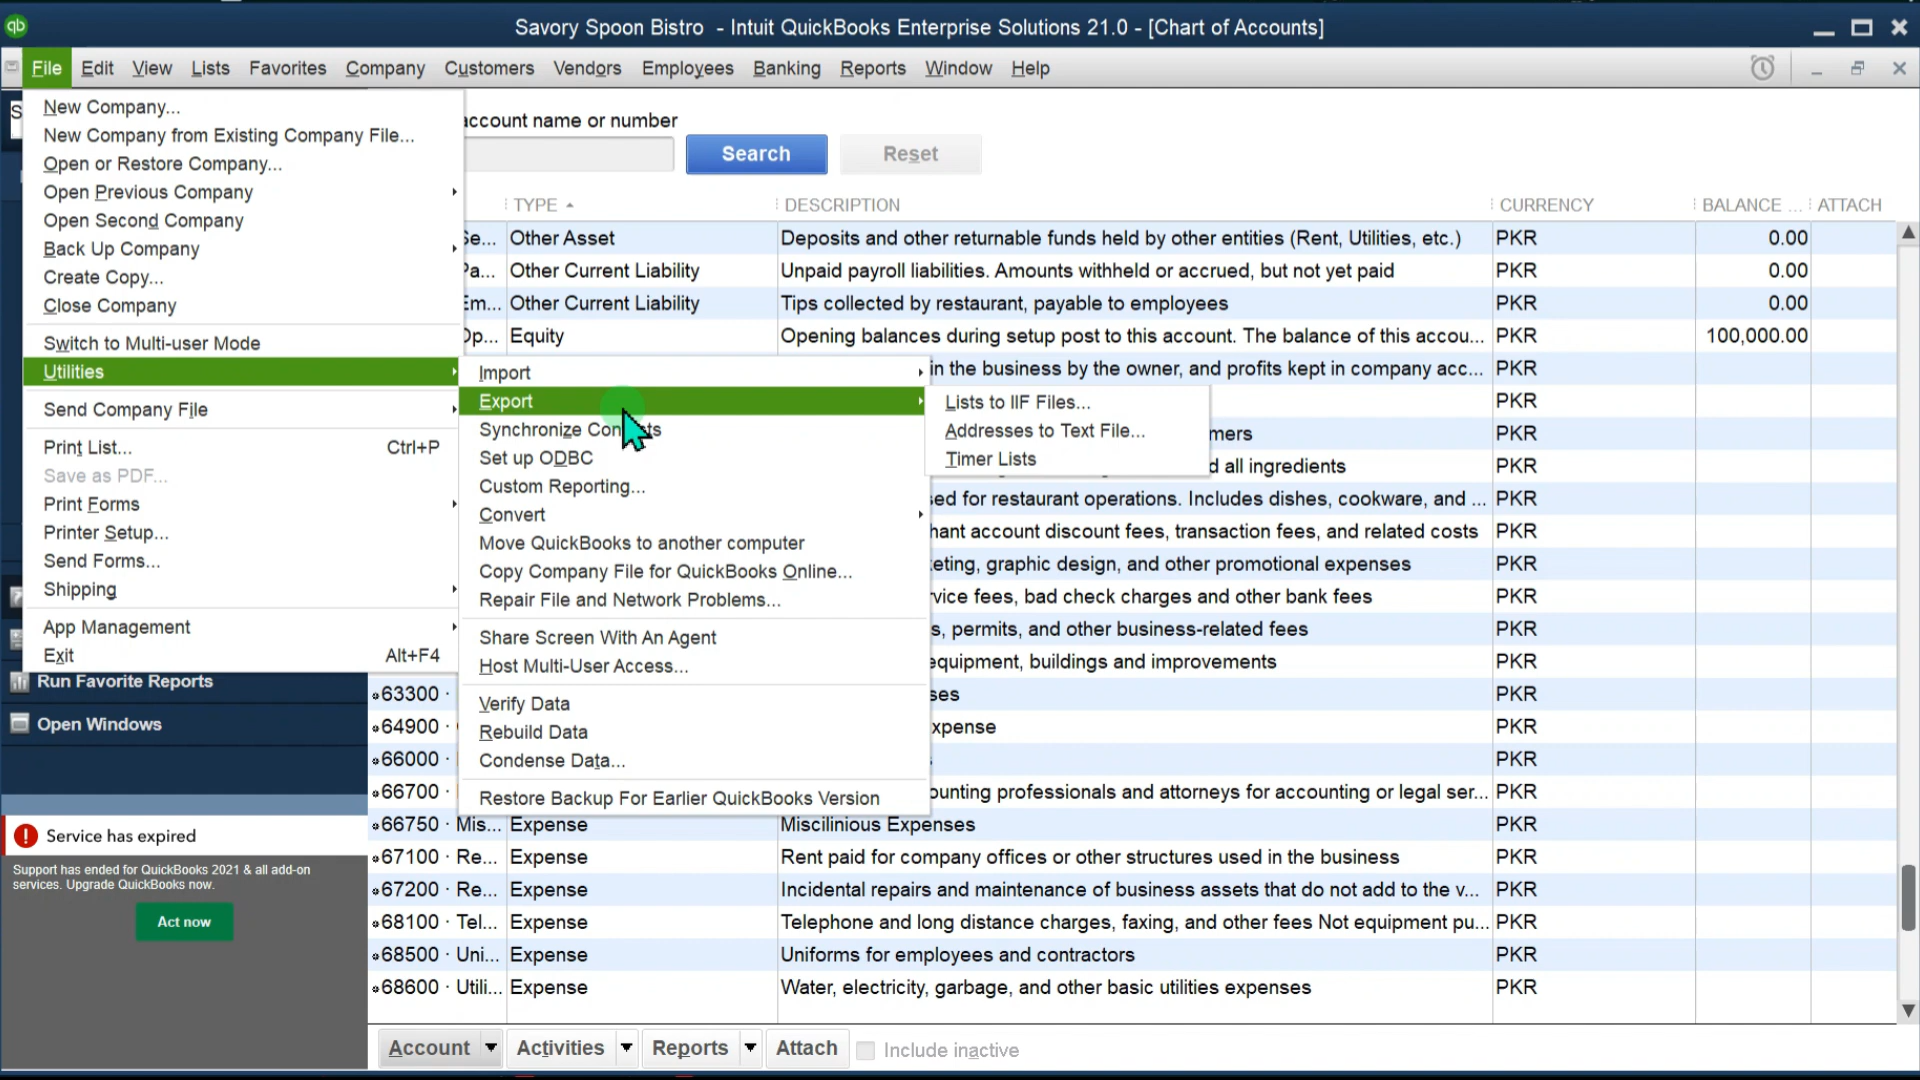 qb Savory Spoon Bistro - Intuit QuickBooks Enterprise Solutions 21.0 - [Chart of Accounts]
File Edit View Lists Favorites Company Customers Vendors Employees Banking Reports Window Help
New Company...
New Company from Existing Company File...
Open or Restore Company...
Open Previous Company
Open Second Company
Back Up Company
Create Copy...
Close Company
Switch to Multi-user Mode
Utilities
Send Company File
Print List... Ctrl+P
Save as PDF...
Print Forms
Printer Setup...
Send Forms...
Shipping
App Management
Exit Alt+F4
Import
Export
Synchronize
Set up ODBC
Custom Reporting...
Convert
Move QuickBooks to another computer
Copy Company File for QuickBooks Online...
Repair File and Network Problems...
Share Screen With An Agent
Host Multi-User Access...
Verify Data
Rebuild Data
Condense Data...
Restore Backup For Earlier QuickBooks Version
Lists to IIF Files...
Addresses to Text File...
Timer Lists
account name or number
Search Reset
TYPE DESCRIPTION CURRENCY BALANCE ... ATTACH
Se... Other Asset Deposits and other returnable funds held by other entities (Rent, Utilities, etc.) PKR 0.00
Pa... Other Current Liability Unpaid payroll liabilities. Amounts withheld or accrued, but not yet paid PKR 0.00
Em... Other Current Liability Tips collected by restaurant, payable to employees PKR 0.00
Op... Equity Opening balances during setup post to this account. The balance of this accou... PKR 100,000.00
in the business by the owner, and profits kept in company acc... PKR
PKR
mers PKR
d all ingredients PKR
sed for restaurant operations. Includes dishes, cookware, and ... PKR
hant account discount fees, transaction fees, and related costs PKR
keting, graphic design, and other promotional expenses PKR
vice fees, bad check charges and other bank fees PKR
s, permits, and other business-related fees PKR
equipment, buildings and improvements PKR
63300 · ses PKR
64900 · xpense PKR
66000 · PKR
66700 · unting professionals and attorneys for accounting or legal ser... PKR
66750 · Mis... Expense Miscilinious Expenses PKR
67100 · Re... Expense Rent paid for company offices or other structures used in the business PKR
67200 · Re... Expense Incidental repairs and maintenance of business assets that do not add to the v... PKR
68100 · Tel... Expense Telephone and long distance charges, faxing, and other fees Not equipment pu... PKR
68500 · Uni... Expense Uniforms for employees and contractors PKR
68600 · Utili... Expense Water, electricity, garbage, and other basic utilities expenses PKR
Run Favorite Reports
Open Windows
Service has expired
Support has ended for QuickBooks 2021 & all add-on
services. Upgrade QuickBooks now.
Act now
Account Activities Reports Attach Include inactive